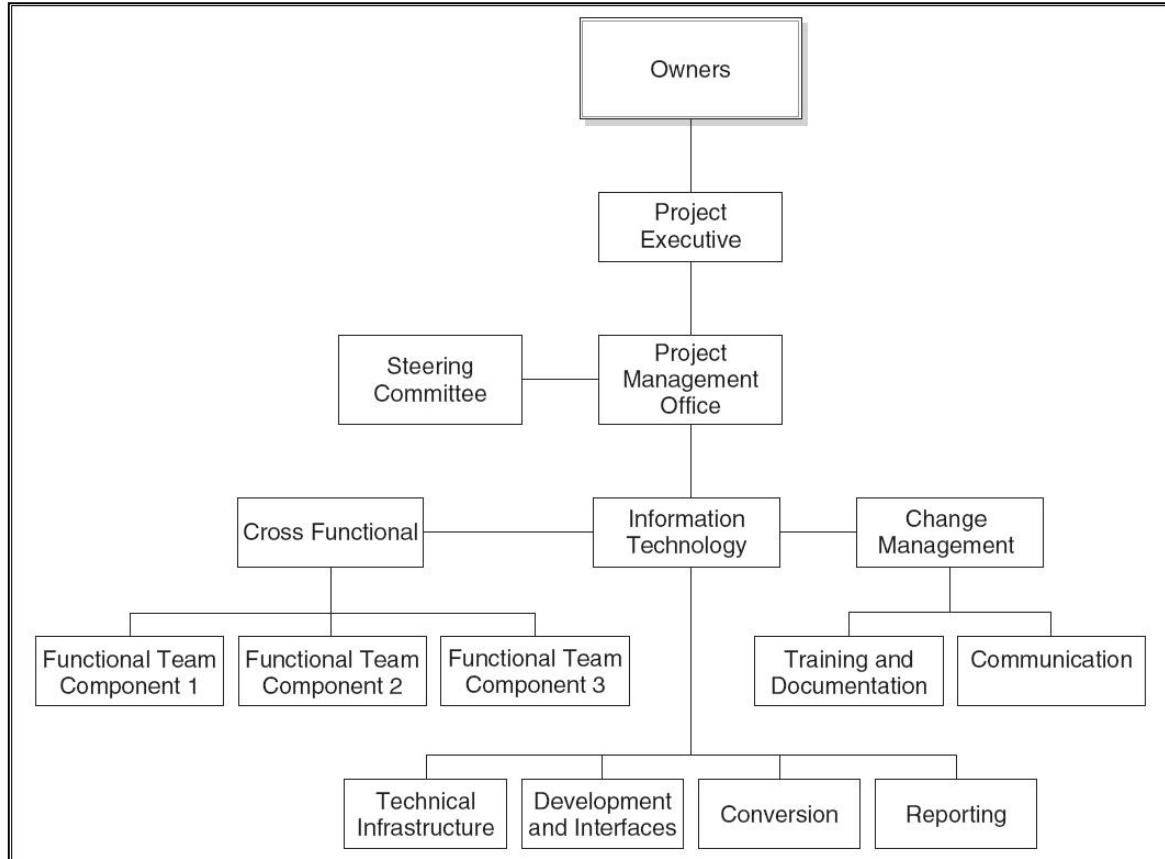 Owners
Project
Executive
Steering
Committee
Project
Management
Office
Cross Functional
Information
Technology
Change
Management
Functional Team
Component 1
Functional Team
Component 2
Functional Team
Component 3
Training and
Documentation
Communication
Technical
Infrastructure
Development
and Interfaces
Conversion
Reporting